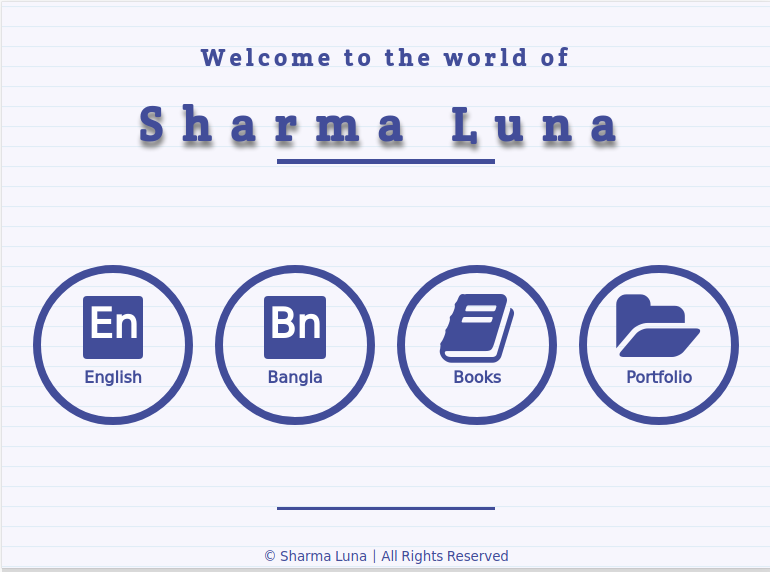 Welcome to the world of
Sharma Luna
En
Bn
English
Bangla
Books
Portfolio
© Sharma Luna | All Rights Reserved